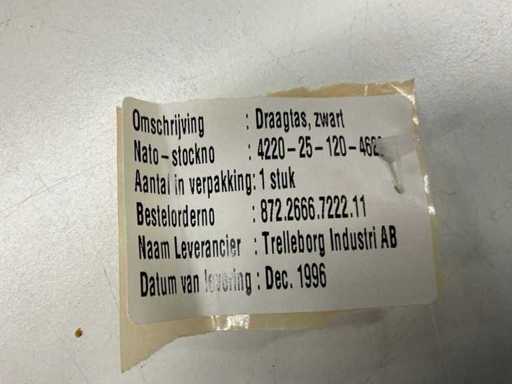 Omschrijving : Draagtas, zwart
Nato-stockno : 4220-25-120-
Aantal in verpakking: 1 stuk
Bestelorderno : 872.2666.7222.11
Naam Leverancier : Trelleborg Industri AB
Datum van levering : Dec. 1996